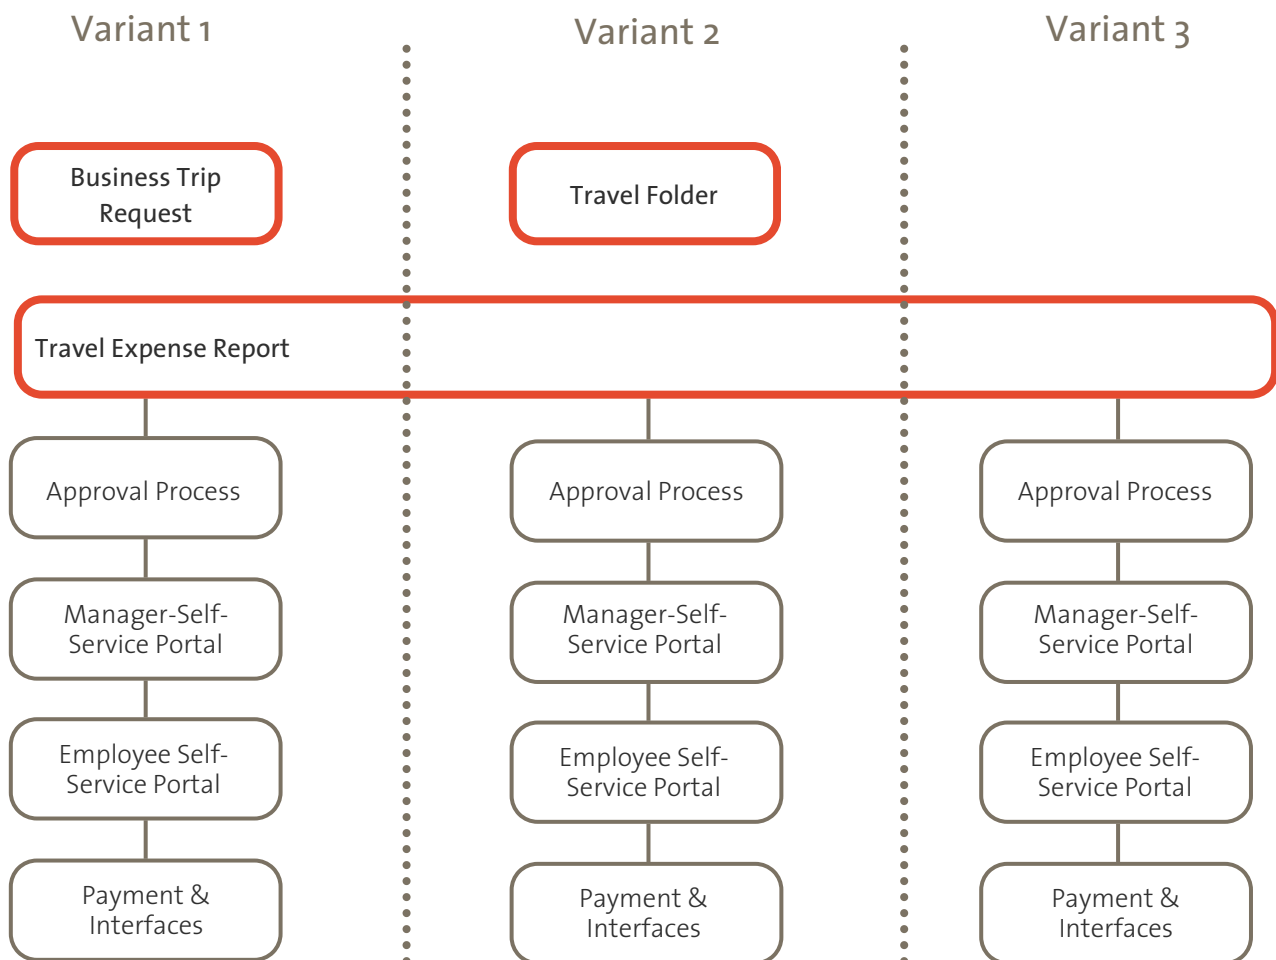 Variant 1
Variant 2
Variant 3
Business Trip
Request
Travel Folder
Travel Expense Report
Approval Process
Approval Process
Approval Process
Manager-Self-
Service Portal
Manager-Self-
Service Portal
Manager-Self-
Service Portal
Employee Self-
Service Portal
Employee Self-
Service Portal
Employee Self-
Service Portal
Payment &
Interfaces
Payment &
Interfaces
Payment &
Interfaces